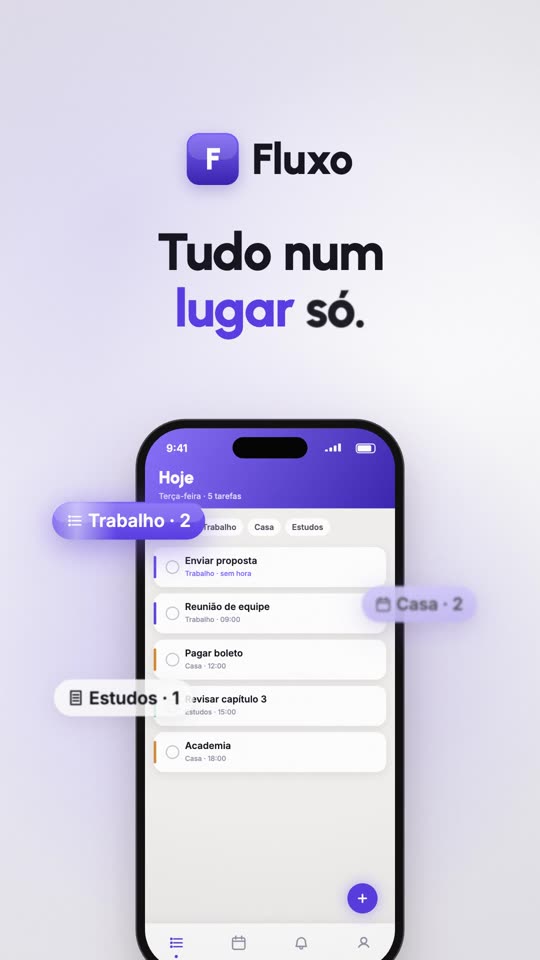 F Fluxo
Tudo num
lugar só.
9:41
Hoje
Terça-feira · 5 tarefas
Trabalho · 2
Trabalho
Casa
Estudos
Enviar proposta
Trabalho · sem hora
Reunião de equipe
Trabalho · 09:00
Casa · 2
Pagar boleto
Casa · 12:00
Estudos · 1
Revisar capítulo 3
Estudos · 15:00
Academia
Casa · 18:00